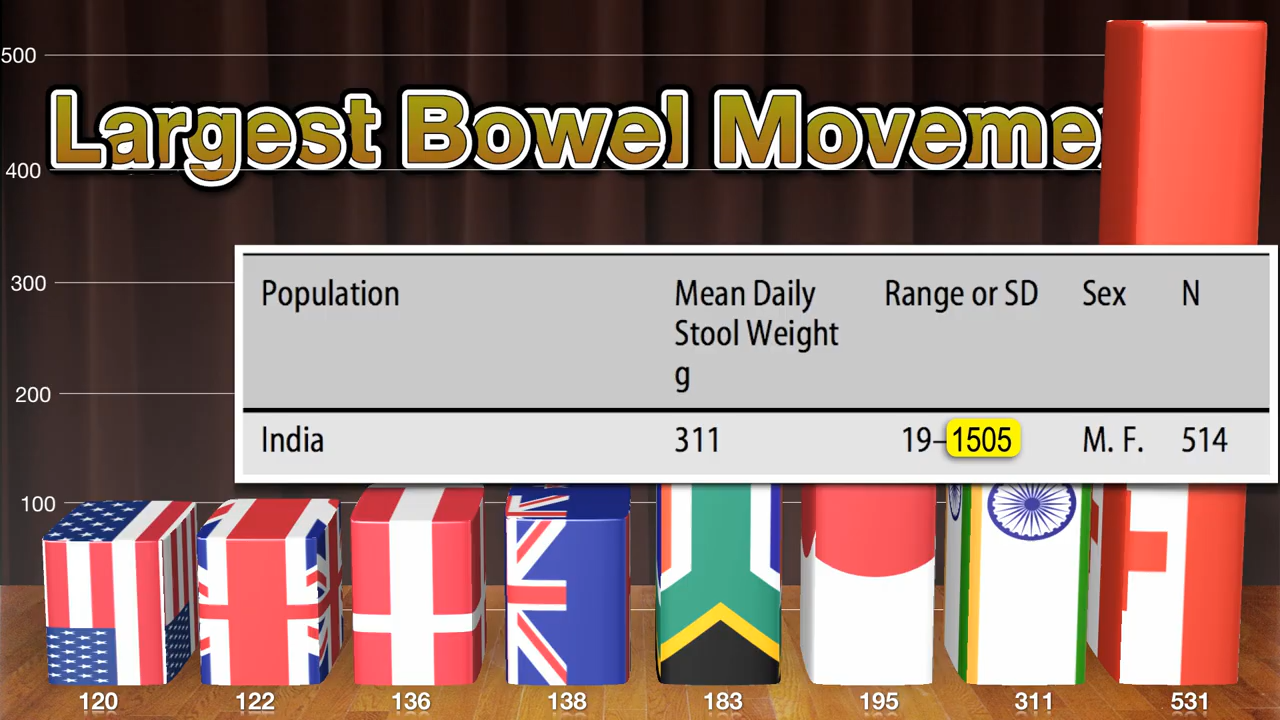 500
Largest Bowel Moveme
400
300
200
100
Population Mean Daily Stool Weight g Range or SD Sex N
India 311 19–1505 M. F. 514
120 122 136 138 183 195 311 531